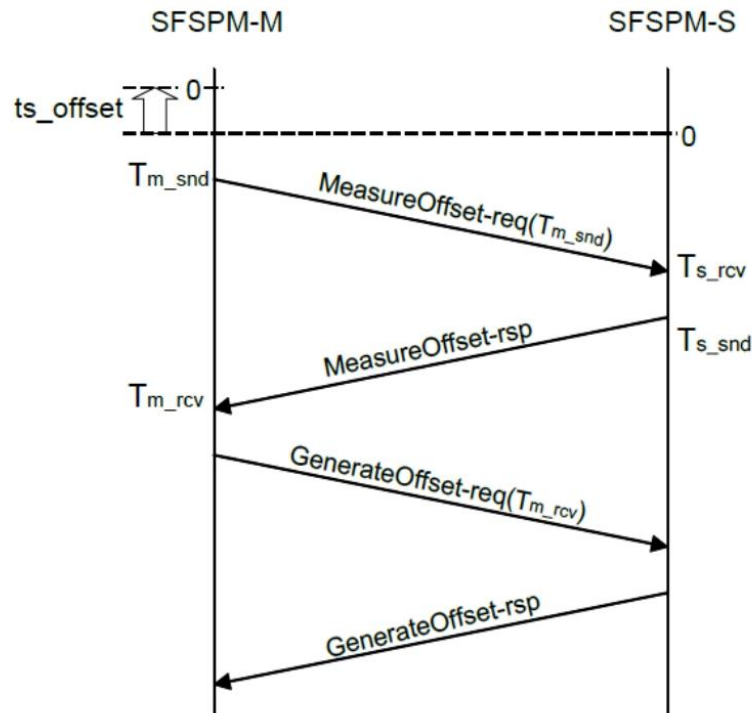 SFSPM-M
SFSPM-S
0
ts_offset
0
Tm_snd
MeasureOffset-req(Tm_snd)
Ts_rcv
MeasureOffset-rsp
Ts_snd
Tm_rcv
GenerateOffset-req(Tm_rcv)
GenerateOffset-rsp